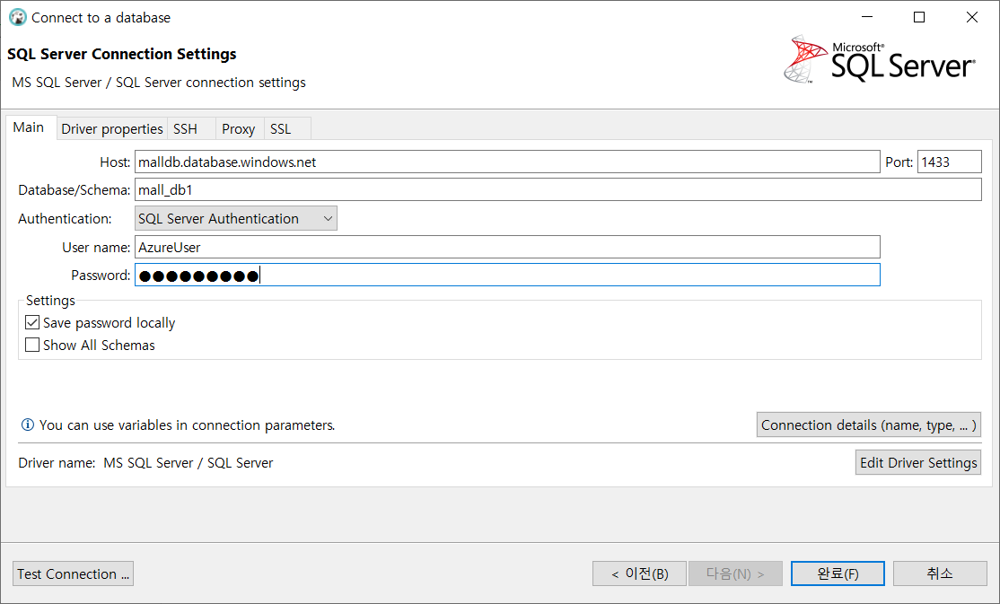 Connect to a database
SQL Server Connection Settings
MS SQL Server / SQL Server connection settings
Microsoft® SQL Server®
Main Driver properties SSH Proxy SSL
Host: malldb.database.windows.net Port: 1433
Database/Schema: mall_db1
Authentication: SQL Server Authentication
User name: AzureUser
Password: ●●●●●●●●●
Settings
Save password locally
Show All Schemas
You can use variables in connection parameters. Connection details (name, type, ... )
Driver name: MS SQL Server / SQL Server Edit Driver Settings
Test Connection ... < 이전(B) 다음(N) > 완료(F) 취소